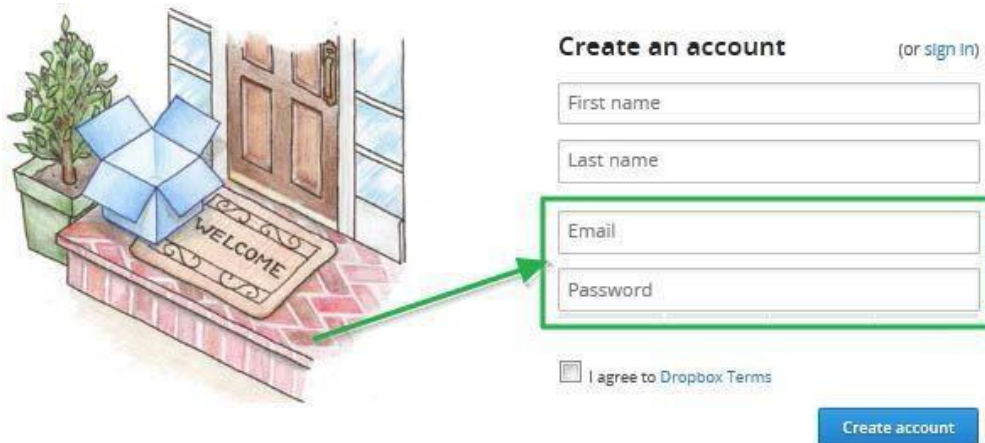 Create an account (or sign in)
First name
Last name
WELCOME
Email
Password
I agree to Dropbox Terms
Create account